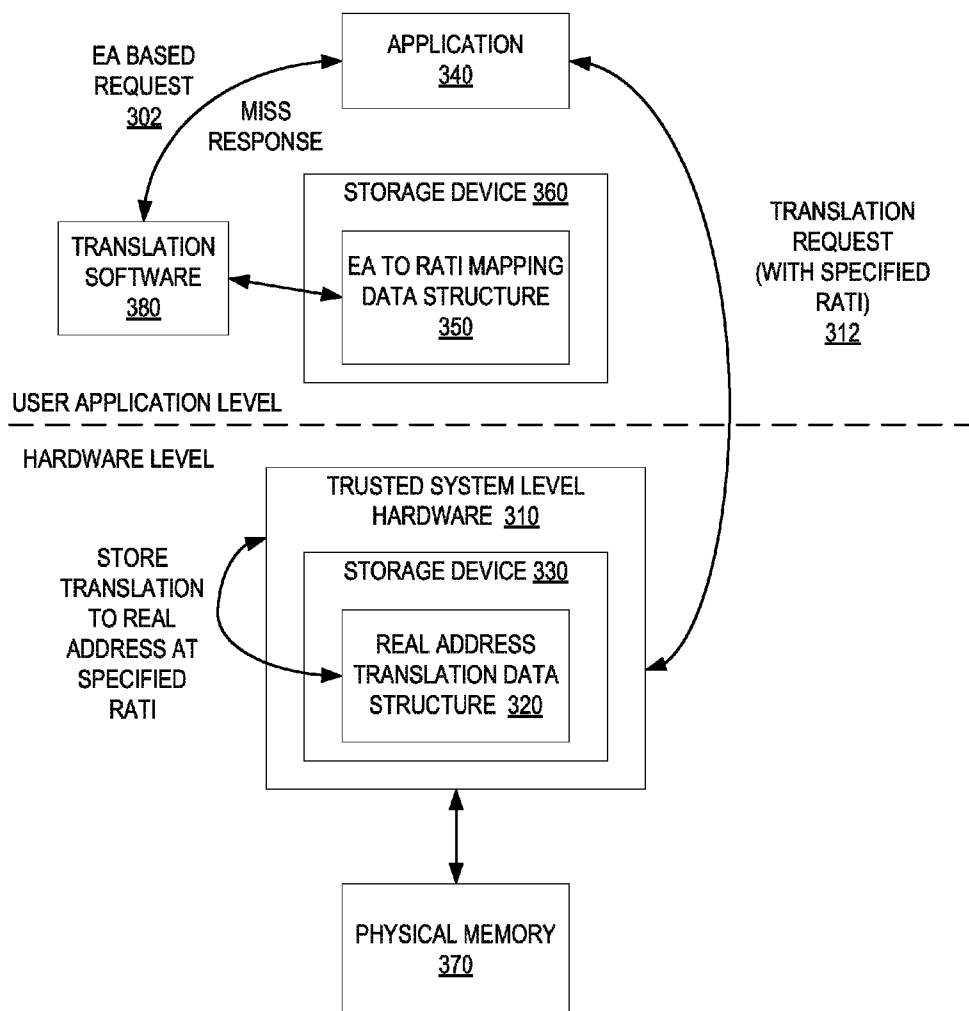 APPLICATION
340
EA BASED
REQUEST
302
MISS
RESPONSE
STORAGE DEVICE 360
TRANSLATION
SOFTWARE
380
EA TO RATI MAPPING
DATA STRUCTURE
350
TRANSLATION
REQUEST
(WITH SPECIFIED
RATI)
312
USER APPLICATION LEVEL
HARDWARE LEVEL
TRUSTED SYSTEM LEVEL
HARDWARE 310
STORE
TRANSLATION
TO REAL
ADDRESS AT
SPECIFIED
RATI
STORAGE DEVICE 330
REAL ADDRESS
TRANSLATION DATA
STRUCTURE 320
PHYSICAL MEMORY
370